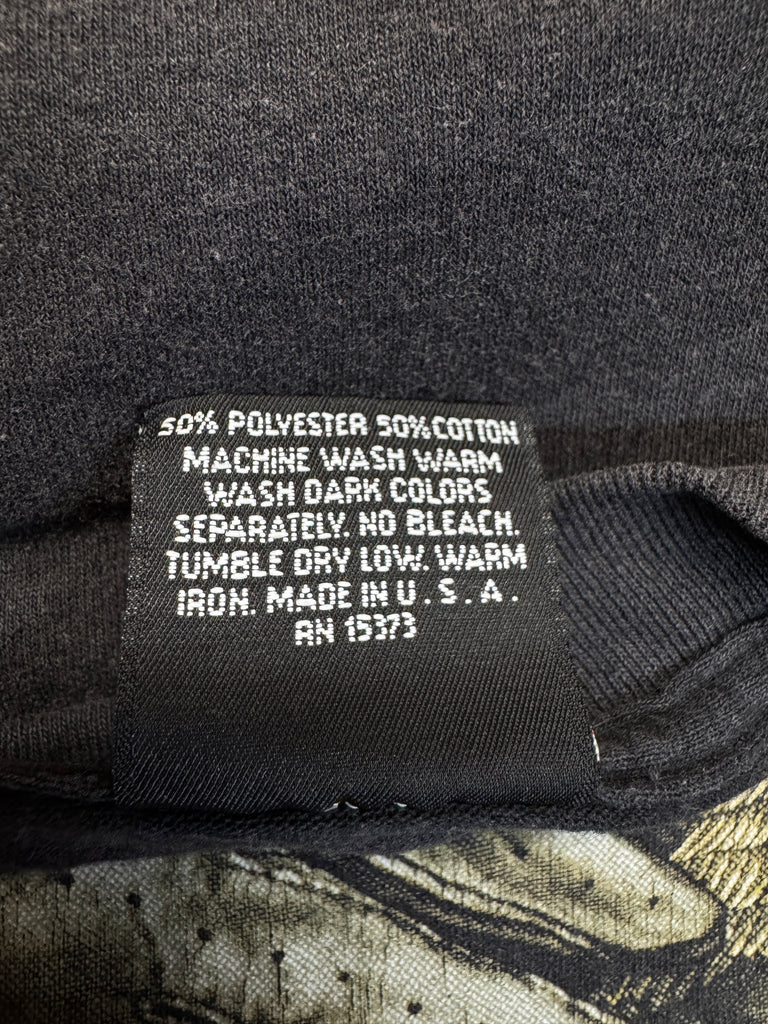 50% POLYESTER 50% COTTON
MACHINE WASH WARM
WASH DARK COLORS
SEPARATELY. NO BLEACH.
TUMBLE DRY LOW. WARM
IRON. MADE IN U.S.A.
RN 15373